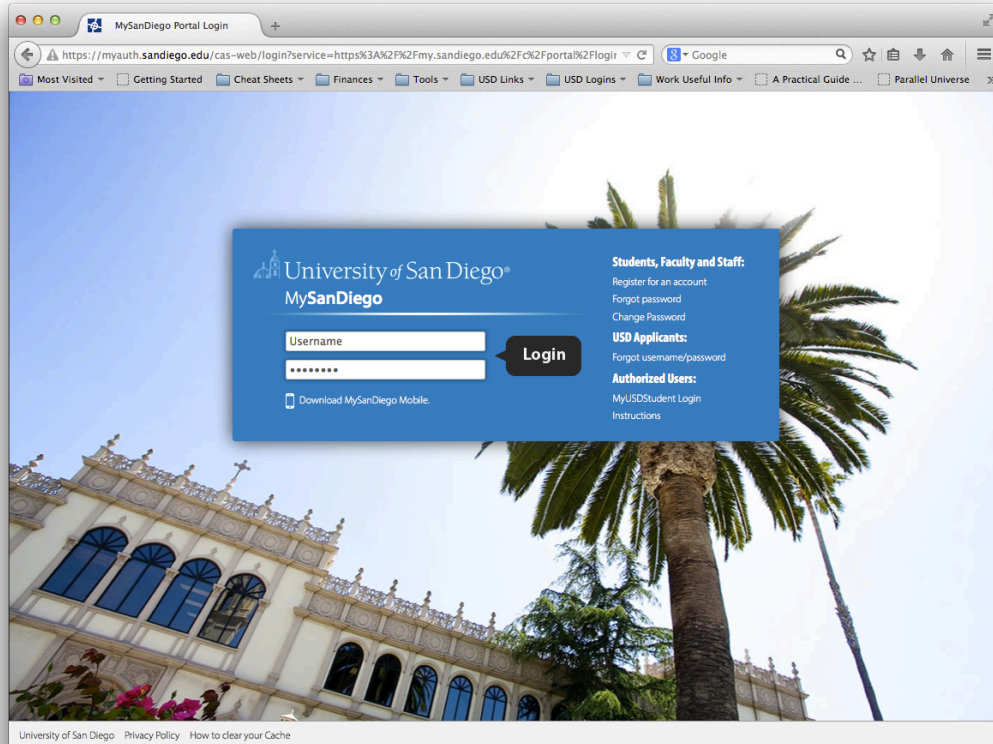 MySanDiego Portal Login
https://myauth.sandiego.edu/cas-web/login?service=https%3A%2F%2Fmy.sandiego.edu%2Fc%2Fportal%2Flogin
Google
Most Visited Getting Started Cheat Sheets Finances Tools USD Links USD Logins Work Useful Info A Practical Guide ... Parallel Universe
University of San Diego®
MySanDiego
Username
Login
Download MySanDiego Mobile.
Students, Faculty and Staff:
Register for an account
Forgot password
Change Password
USD Applicants:
Forgot username/password
Authorized Users:
MyUSDStudent Login
Instructions
University of San Diego Privacy Policy How to clear your Cache